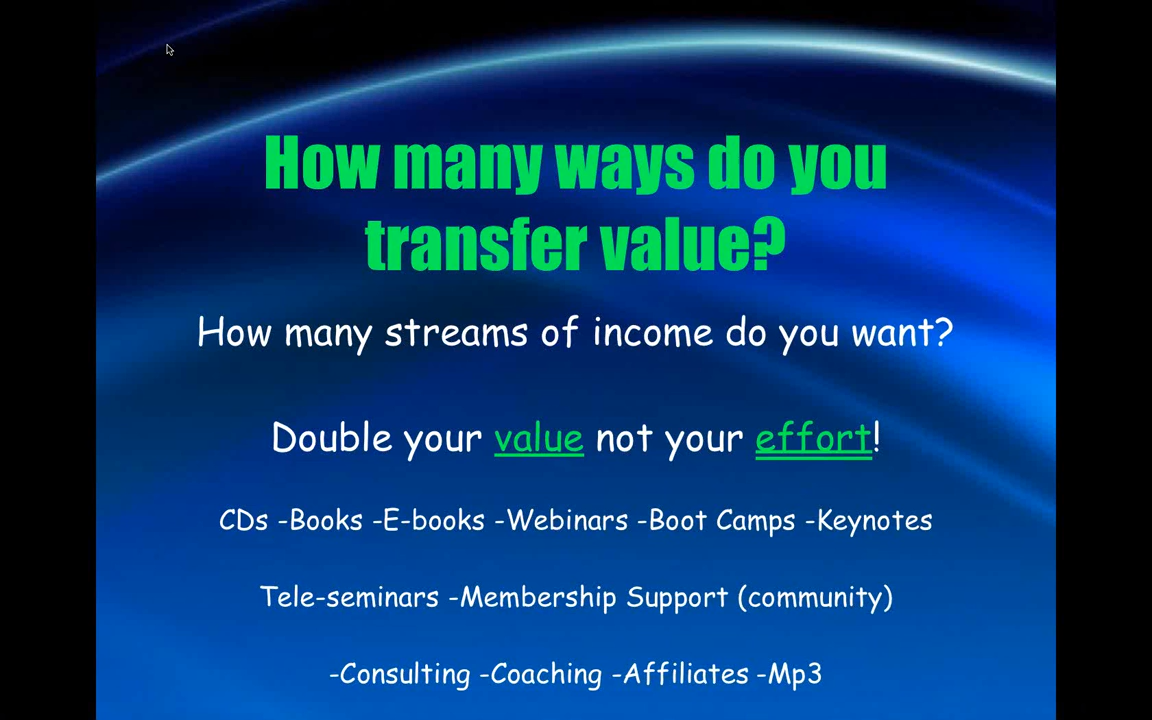 How many ways do you
transfer value?
How many streams of income do you want?
Double your value not your effort!
CDs -Books -E-books -Webinars -Boot Camps -Keynotes
Tele-seminars -Membership Support (community)
-Consulting -Coaching -Affiliates -Mp3